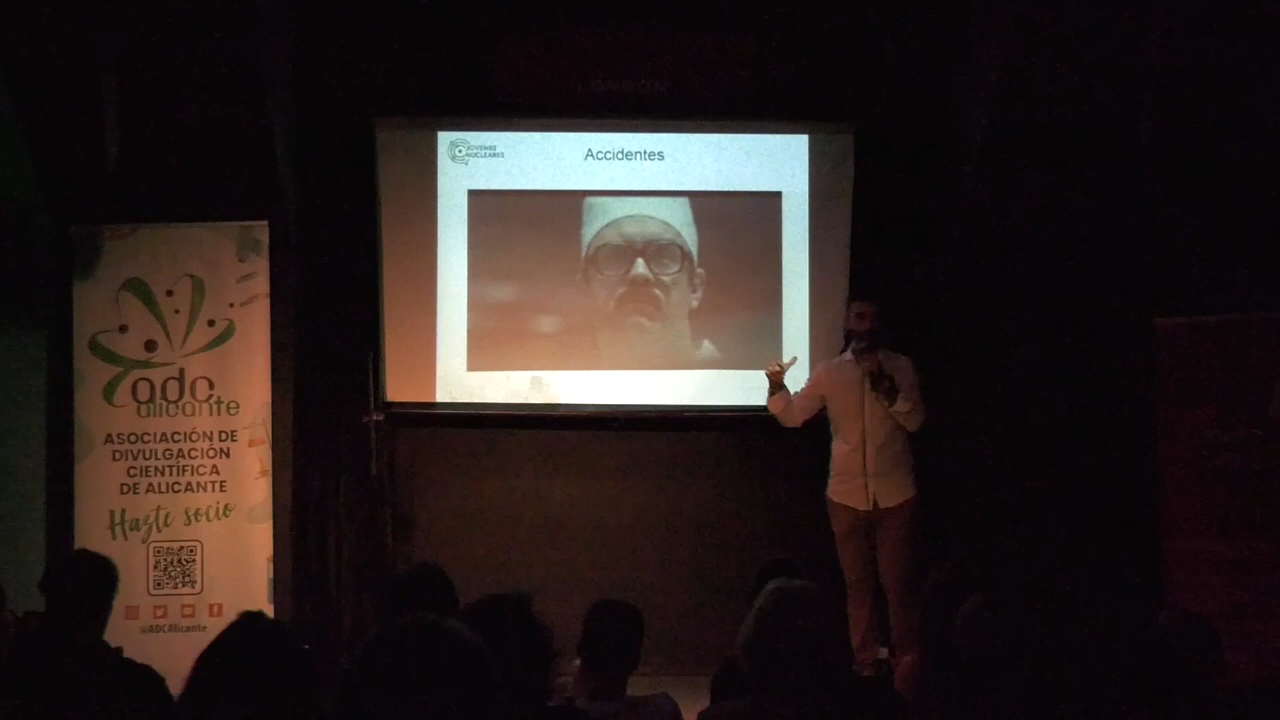 JÓVENES
NUCLEARES
Accidentes
adc
alicante
ASOCIACIÓN DE
DIVULGACIÓN
CIENTÍFICA
DE ALICANTE
Hazte socio
@ADCAlicante